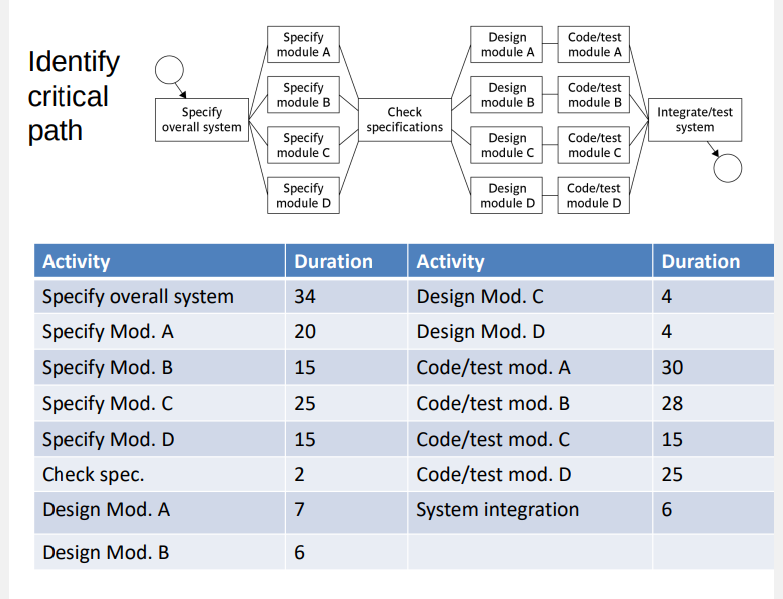 Identify
critical
path
Specify
overall system
Specify
module A
Specify
module B
Specify
module C
Specify
module D
Check
specifications
Design
module A
Code/test
module A
Design
module B
Code/test
module B
Design
module C
Code/test
module C
Design
module D
Code/test
module D
Integrate/test
system
Activity Duration Activity Duration
Specify overall system 34 Design Mod. C 4
Specify Mod. A 20 Design Mod. D 4
Specify Mod. B 15 Code/test mod. A 30
Specify Mod. C 25 Code/test mod. B 28
Specify Mod. D 15 Code/test mod. C 15
Check spec. 2 Code/test mod. D 25
Design Mod. A 7 System integration 6
Design Mod. B 6